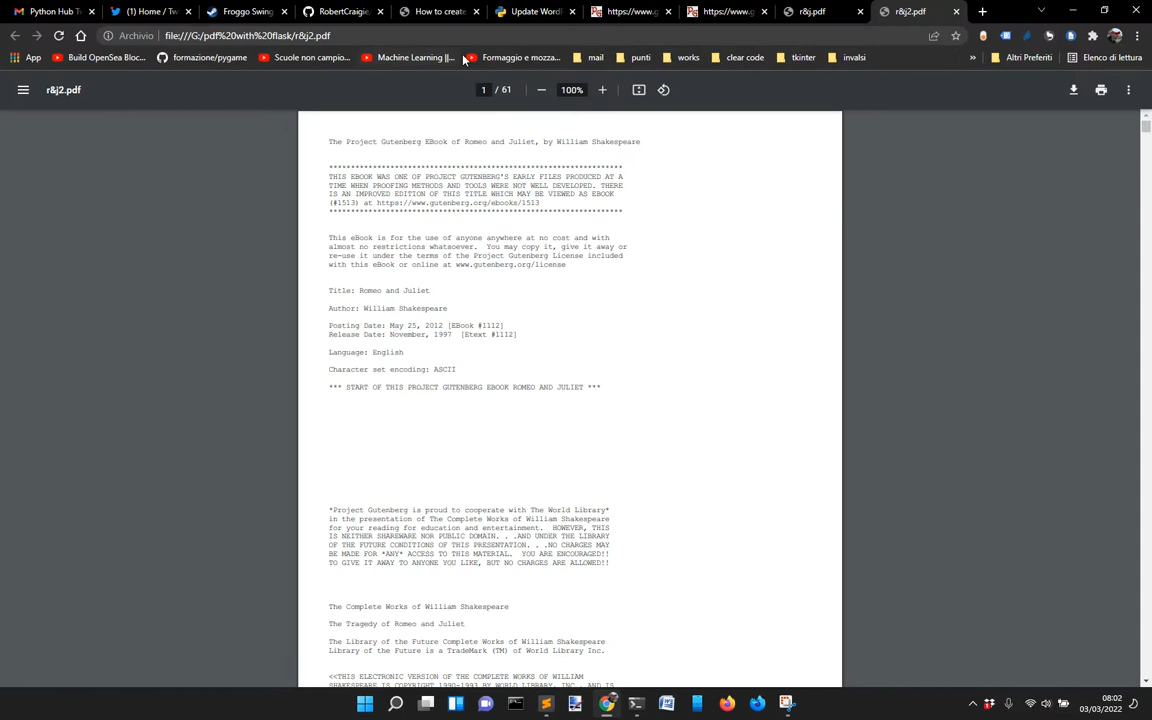 Python Hub T
(1) Home / Tw
Froggo Swing
RobertCraigie/
How to create
Update Word
https://www.g
https://www.g
r&j.pdf
r&j2.pdf
Archivio
file:///G:/pdf%20with%20flask/r&j2.pdf
App
Build OpenSea Bloc...
formazione/pygame
Scuole non campio...
Machine Learning ||...
Formaggio e mozza...
mail
punti
works
clear code
tkinter
invalsi
»
Altri Preferiti
Elenco di lettura
r&j2.pdf
1 / 61
100%
The Project Gutenberg EBook of Romeo and Juliet, by William Shakespeare
********************************************************************
THIS EBOOK WAS ONE OF PROJECT GUTENBERG'S EARLY FILES PRODUCED AT A
TIME WHEN PROOFING METHODS AND TOOLS WERE NOT WELL DEVELOPED. THERE
IS AN IMPROVED EDITION OF THIS TITLE WHICH MAY BE VIEWED AS EBOOK
(#1513) at https://www.gutenberg.org/ebooks/1513
********************************************************************
This eBook is for the use of anyone anywhere at no cost and with
almost no restrictions whatsoever.  You may copy it, give it away or
re-use it under the terms of the Project Gutenberg License included
with this eBook or online at www.gutenberg.org/license
Title: Romeo and Juliet
Author: William Shakespeare
Posting Date: May 25, 2012 [EBook #1112]
Release Date: November, 1997  [Etext #1112]
Language: English
Character set encoding: ASCII
*** START OF THIS PROJECT GUTENBERG EBOOK ROMEO AND JULIET ***
*Project Gutenberg is proud to cooperate with The World Library*
in the presentation of The Complete Works of William Shakespeare
for your reading for education and entertainment.  HOWEVER, THIS
IS NEITHER SHAREWARE NOR PUBLIC DOMAIN. . .AND UNDER THE LIBRARY
OF THE FUTURE CONDITIONS OF THIS PRESENTATION. . .NO CHARGES MAY
BE MADE FOR *ANY* ACCESS TO THIS MATERIAL.  YOU ARE ENCOURAGED!!
TO GIVE IT AWAY TO ANYONE YOU LIKE, BUT NO CHARGES ARE ALLOWED!!
The Complete Works of William Shakespeare
The Tragedy of Romeo and Juliet
The Library of the Future Complete Works of William Shakespeare
Library of the Future is a TradeMark (TM) of World Library Inc.
<<THIS ELECTRONIC VERSION OF THE COMPLETE WORKS OF WILLIAM
SHAKESPEARE IS COPYRIGHT 1990-1993 BY WORLD LIBRARY, INC., AND IS
08:02
03/03/2022